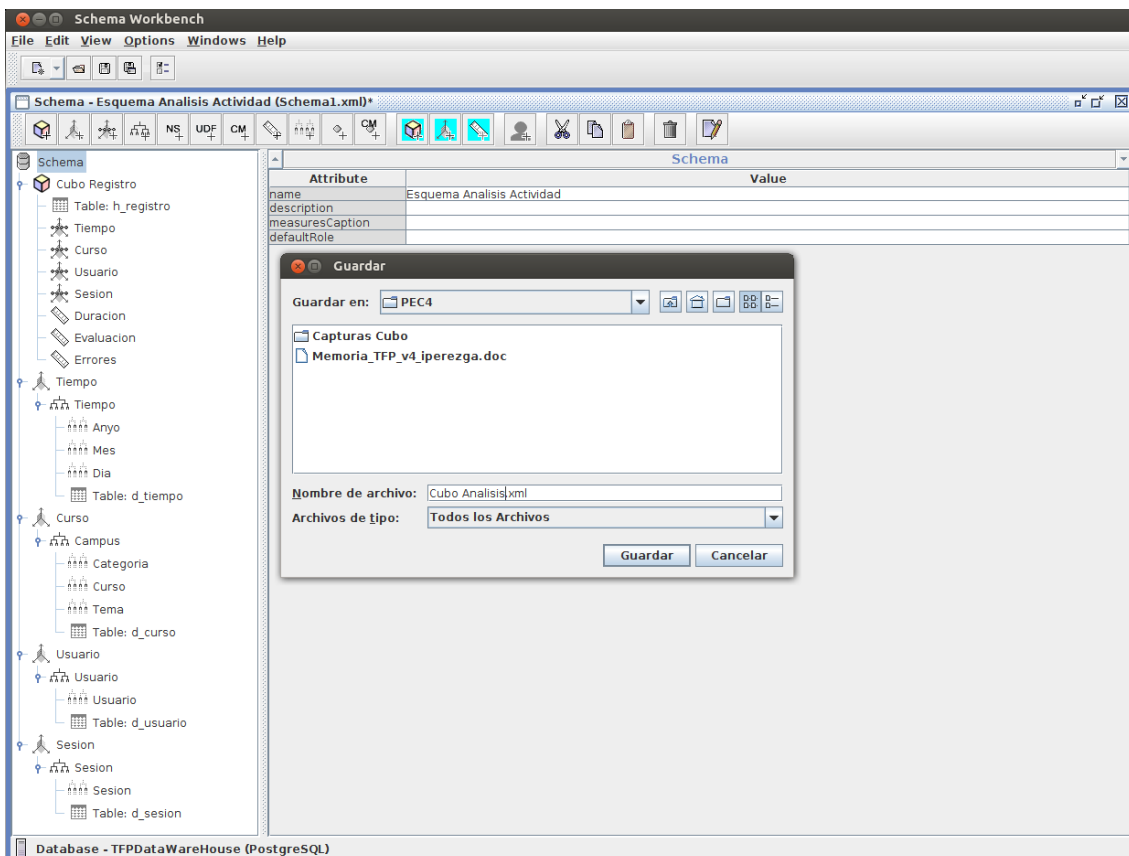 Schema Workbench
File Edit View Options Windows Help
Schema - Esquema Analisis Actividad (Schema1.xml)*
NS UDF CM CM
Schema
Cubo Registro
Table: h_registro
Tiempo
Curso
Usuario
Sesion
Duracion
Evaluacion
Errores
Tiempo
Tiempo
Anyo
Mes
Dia
Table: d_tiempo
Curso
Campus
Categoria
Curso
Tema
Table: d_curso
Usuario
Usuario
Usuario
Table: d_usuario
Sesion
Sesion
Sesion
Table: d_sesion
Schema
Attribute Value
name Esquema Analisis Actividad
description
measuresCaption
defaultRole
Guardar
Guardar en: PEC4
Capturas Cubo
Memoria_TFP_v4_iperezga.doc
Nombre de archivo: Cubo Analisis.xml
Archivos de tipo: Todos los Archivos
Guardar Cancelar
Database - TFPDataWareHouse (PostgreSQL)